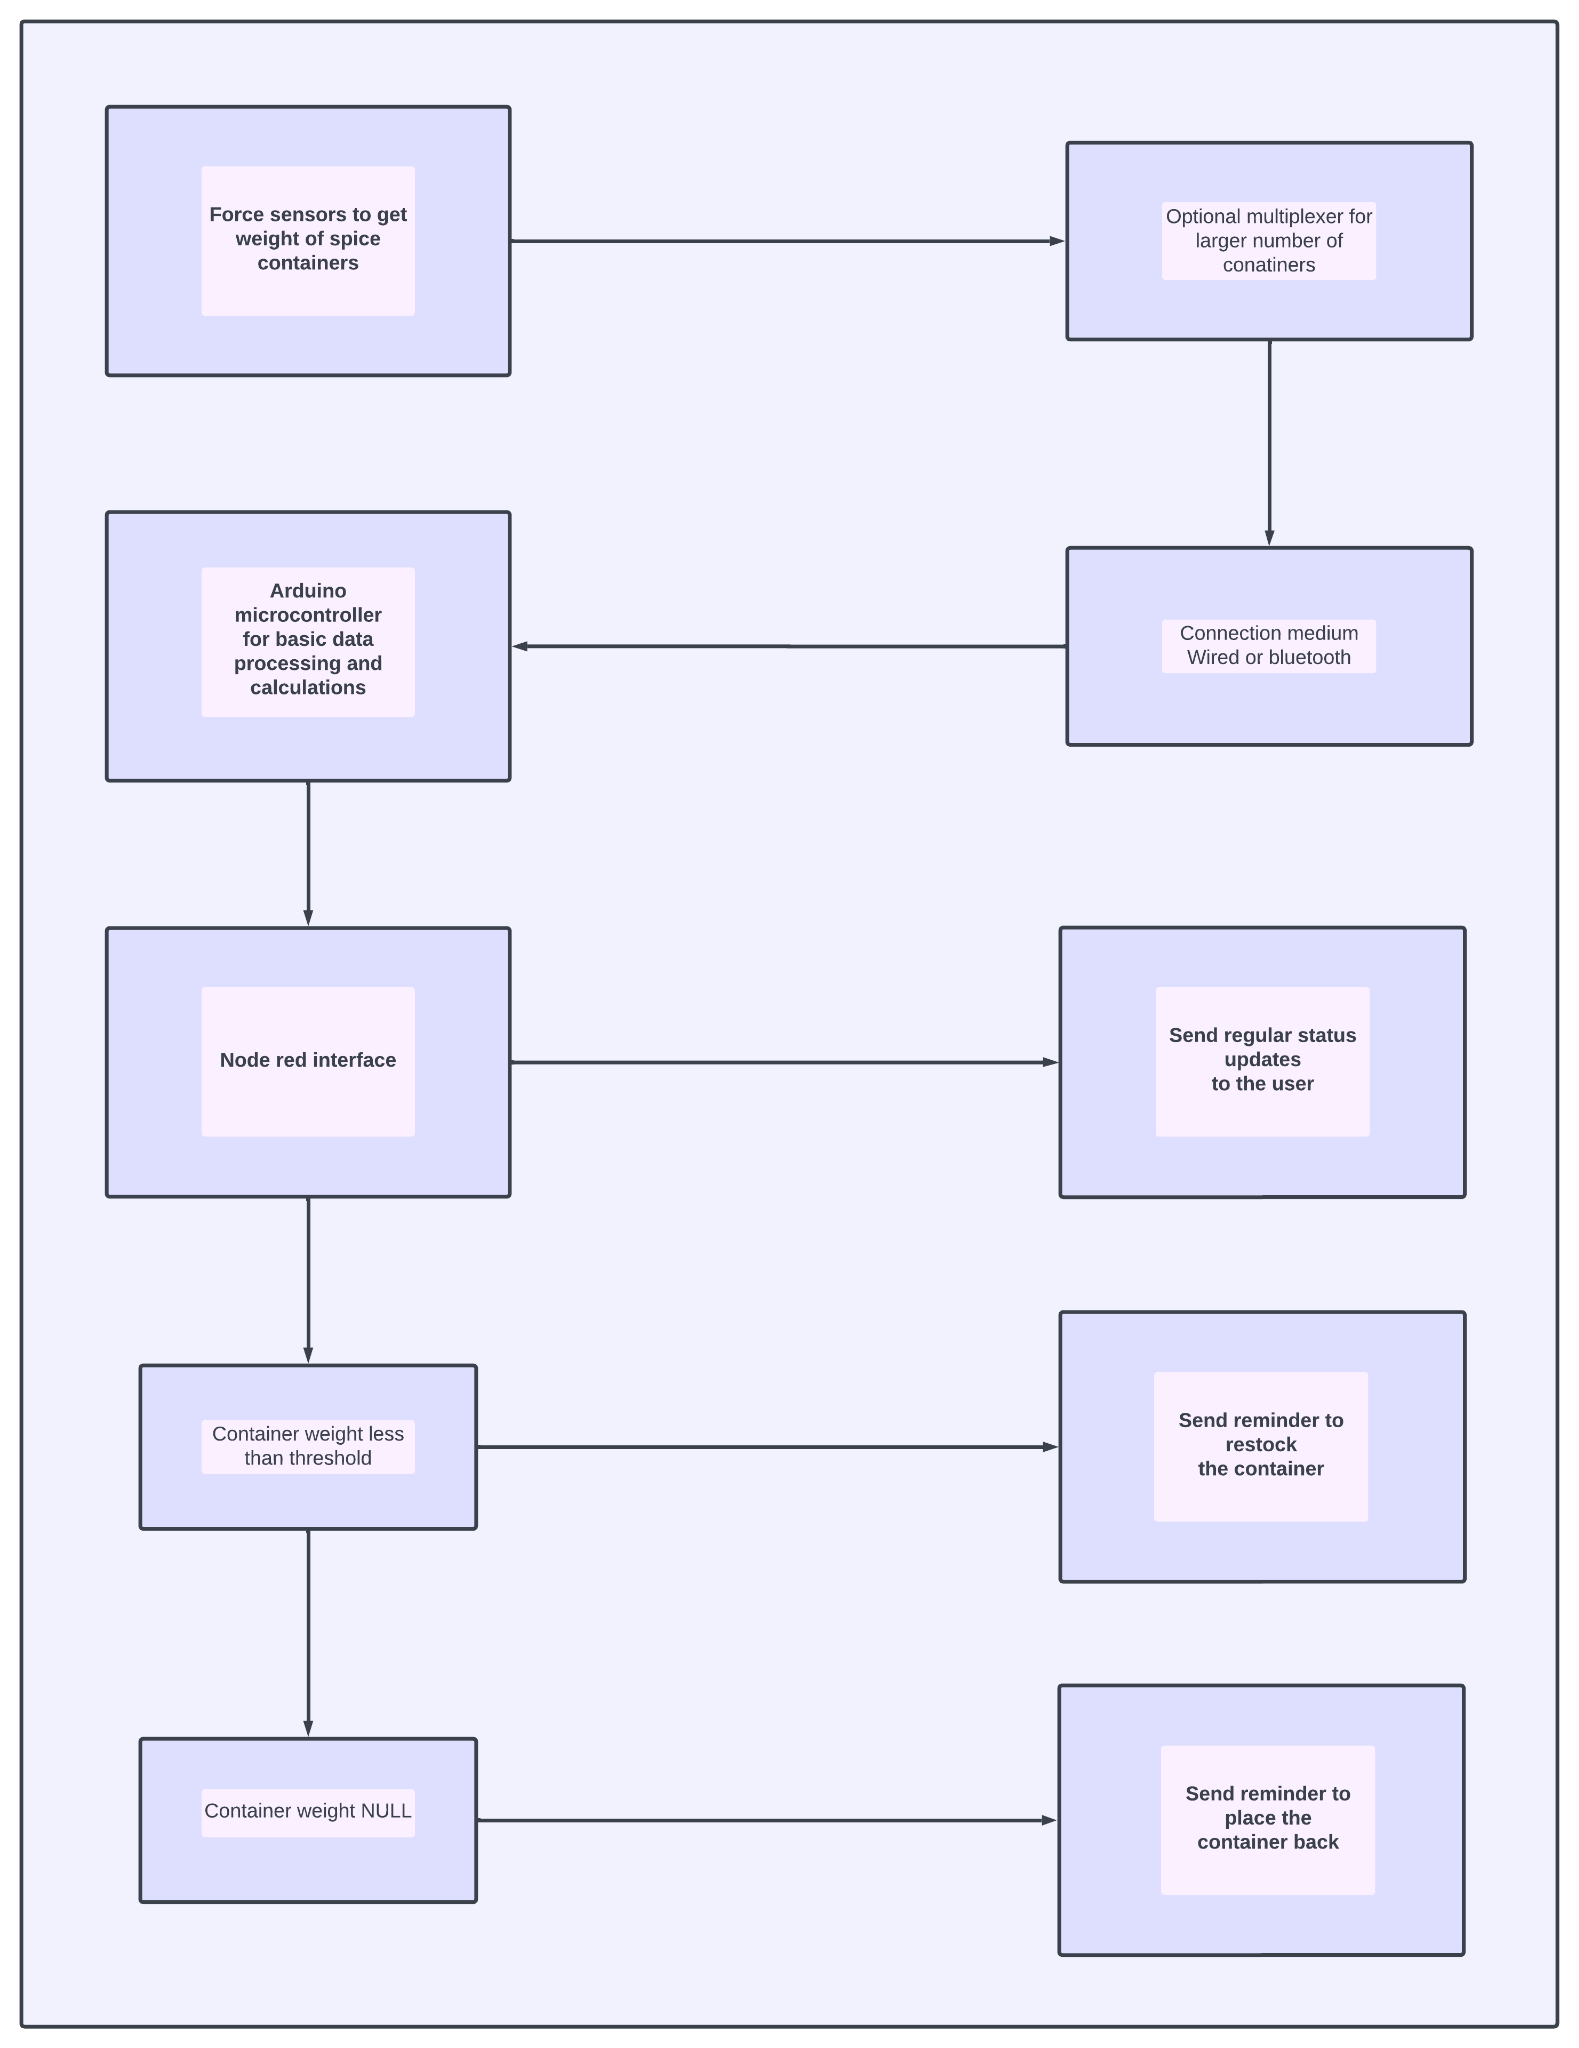 Force sensors to get
weight of spice
containers
Optional multiplexer for
larger number of
conatiners
Arduino
microcontroller
for basic data
processing and
calculations
Connection medium
Wired or bluetooth
Node red interface
Send regular status
updates
to the user
Container weight less
than threshold
Send reminder to
restock
the container
Container weight NULL
Send reminder to
place the
container back